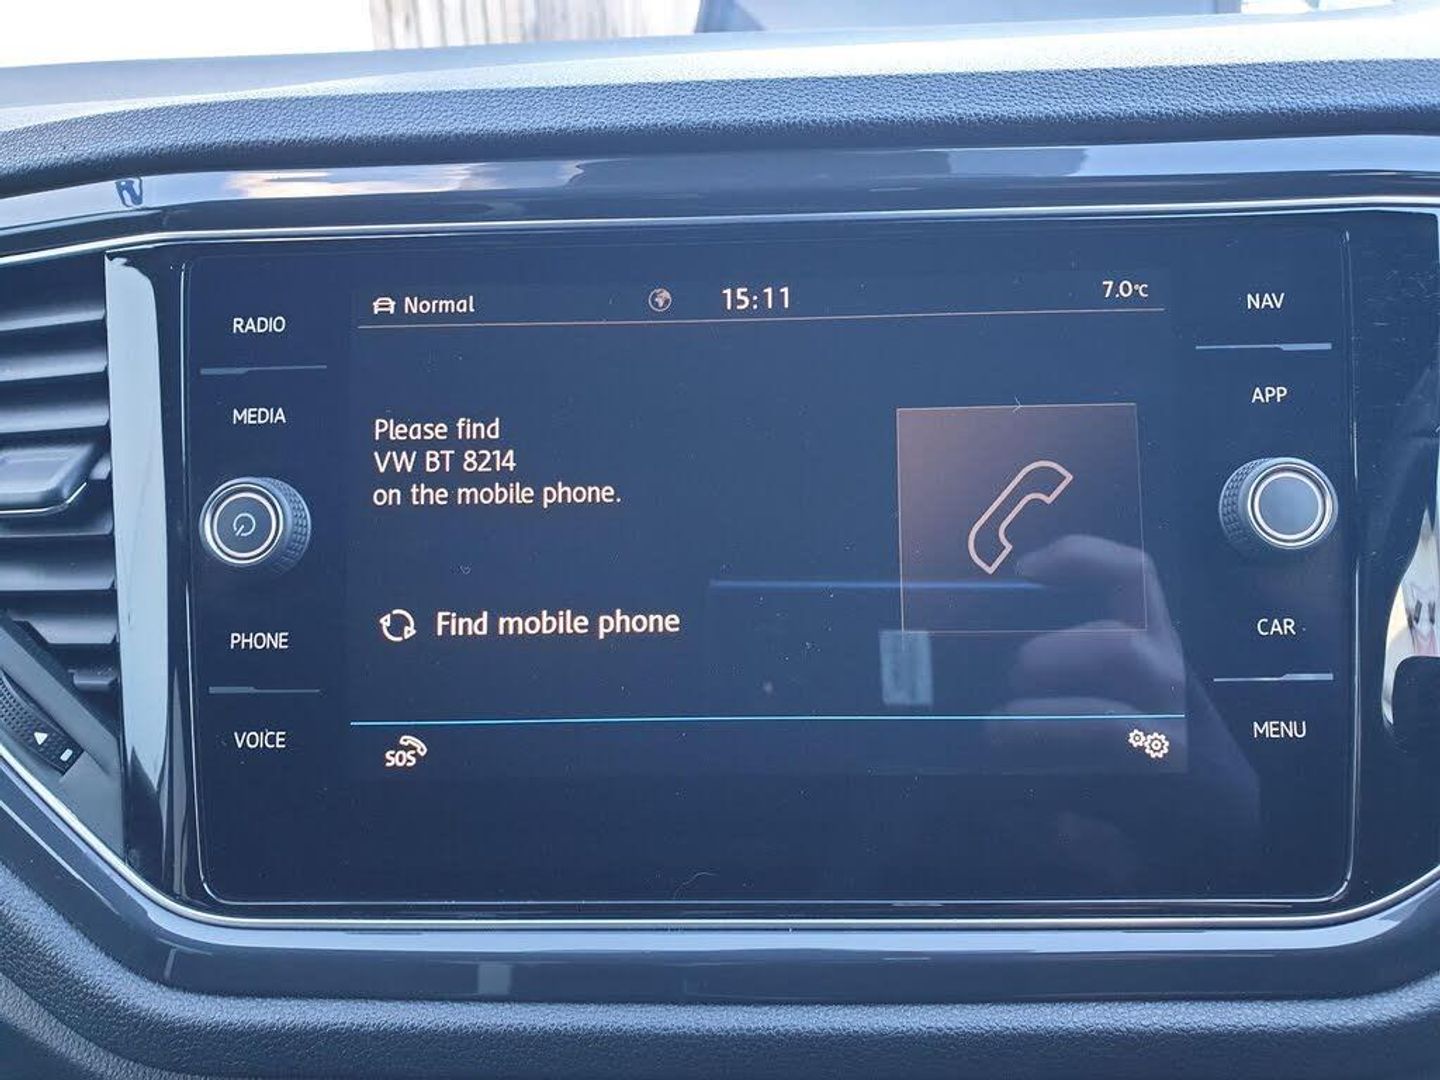 Normal 15:11 7.0°C
RADIO
MEDIA
PHONE
VOICE
Please find
VW BT 8214
on the mobile phone.
Find mobile phone
SOS
NAV
APP
CAR
MENU